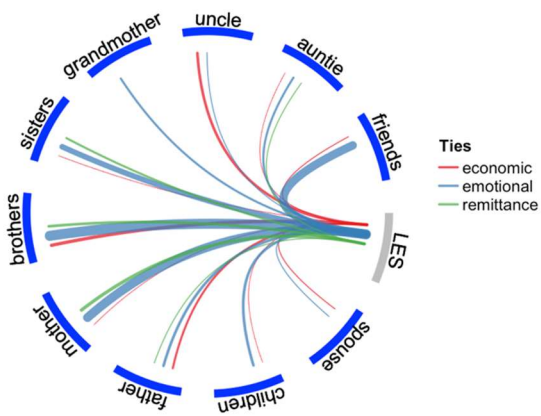 uncle
auntie
friends
LES
spouse
children
father
mother
brothers
sisters
grandmother
Ties
economic
emotional
remittance